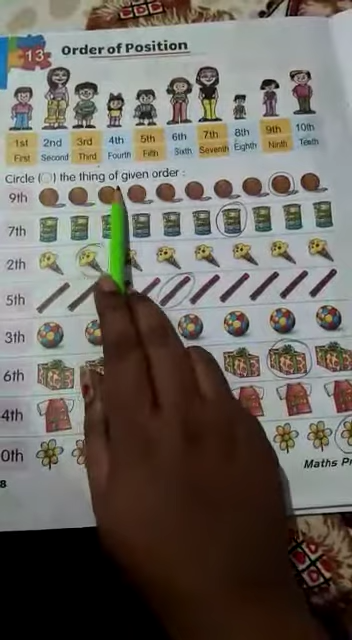 13 Order of Position
1st 2nd 3rd 4th 5th 6th 7th 8th 9th 10th
First Second Third Fourth Fifth Sixth Seventh Eighth Ninth Tenth
Circle ( ) the thing of given order :
9th
7th
2th
5th
3th
6th
4th
0th
Maths Pr
8